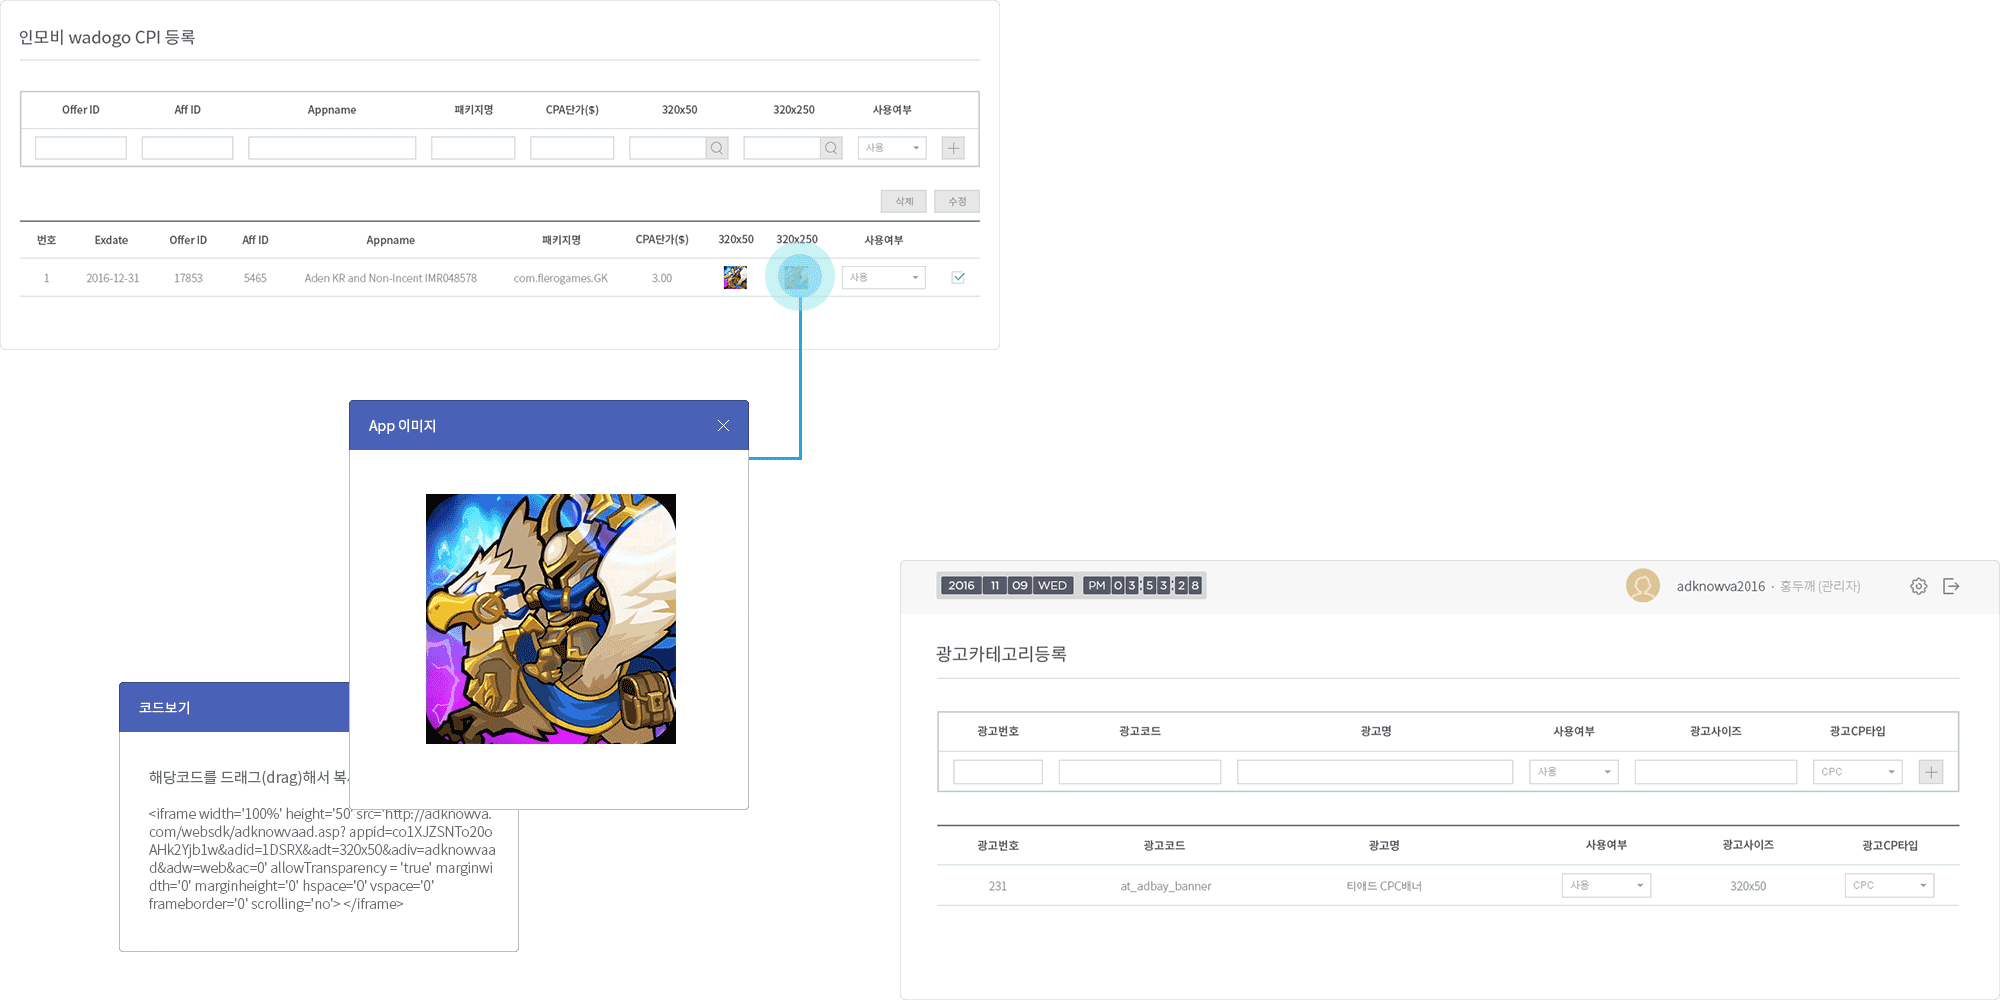 인모비 wadogo CPI 등록
Offer ID Aff ID Appname 패키지명 CPA단가($) 320x50 320x250 사용여부
사용
삭제 수정
번호 Exdate Offer ID Aff ID Appname 패키지명 CPA단가($) 320x50 320x250 사용여부
1 2016-12-31 17853 5465 Aden KR and Non-Incent IMR048578 com.fierogames.GK 3.00 사용
App 이미지
코드보기
해당코드를 드래그(drag)해서
<iframe width='100%' height='50' src='http://adknowva.
com/websdk/adknowvaad.asp? appid=co1XJZSNTo20o
AHk2Yjb1w&adid=1DSRX&adt=320x50&adiv=adknowvaa
d&adw=web&ac=0' allowTransparency = 'true' marginwi
dth='0' marginheight='0' hspace='0' vspace='0'
frameborder='0' scrolling='no'> </iframe>
2016 11 09 WED PM 03:53:28
adknowva2016 · 홍두깨 (관리자)
광고카테고리등록
광고번호 광고코드 광고명 사용여부 광고사이즈 광고CP타입
사용 CPC
광고번호 광고코드 광고명 사용여부 광고사이즈 광고CP타입
231 at_adbay_banner 티애드 CPC배너 사용 320x50 CPC